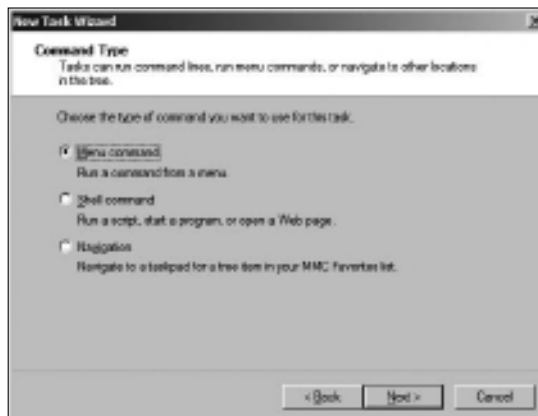 New Task Wizard
Command Type
Tasks can run command lines, run menu commands, or navigate to other locations
in the tree.
Choose the type of command you want to use for this task.
Menu command
Run a command from a menu.
Shell command
Run a script, start a program, or open a Web page.
Navigation
Navigate to a taskpad for a tree item in your MMC Favorites list.
< Back
Next >
Cancel